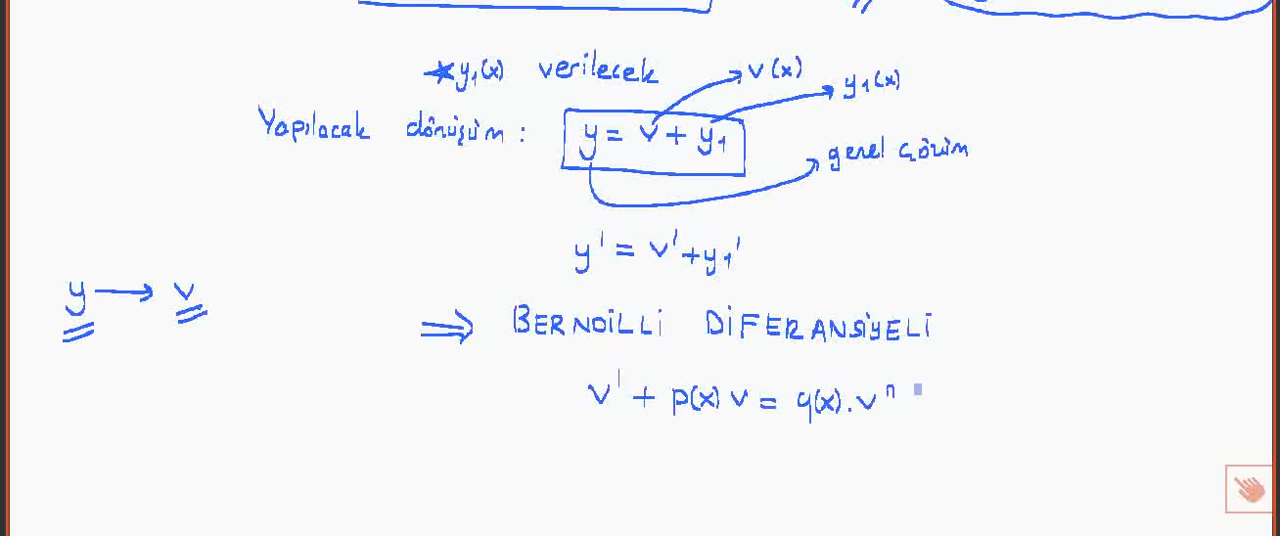 ★y₁(x) verilecek
v(x)
y₁(x)
Yapılacak dönüşüm : y = v + y₁
genel çözüm
y' = v' + y₁'
y → v
⇒ BERNOİLLİ DİFERANSİYELİ
v' + p(x) v = q(x). vⁿ